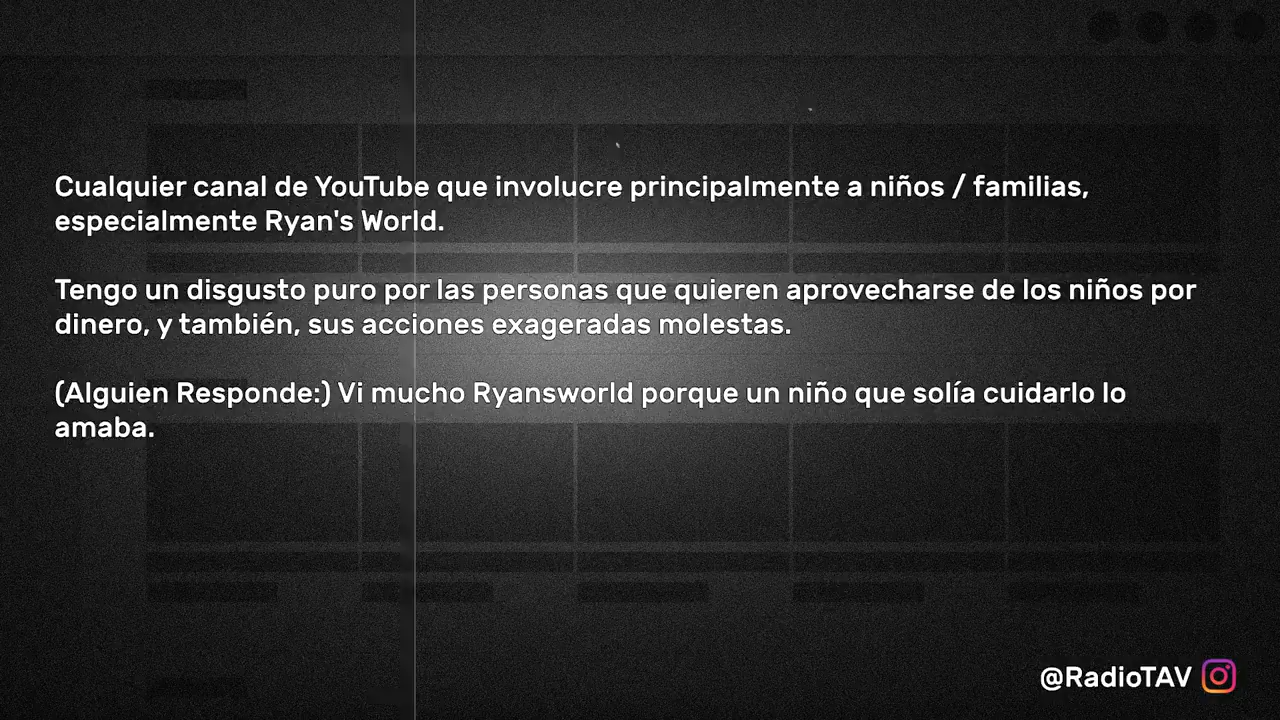 Cualquier canal de YouTube que involucre principalmente a niños / familias,
especialmente Ryan's World.
Tengo un disgusto puro por las personas que quieren aprovecharse de los niños por
dinero, y también, sus acciones exageradas molestas.
(Alguien Responde:) Vi mucho Ryansworld porque un niño que solía cuidarlo lo
amaba.
@RadioTAV